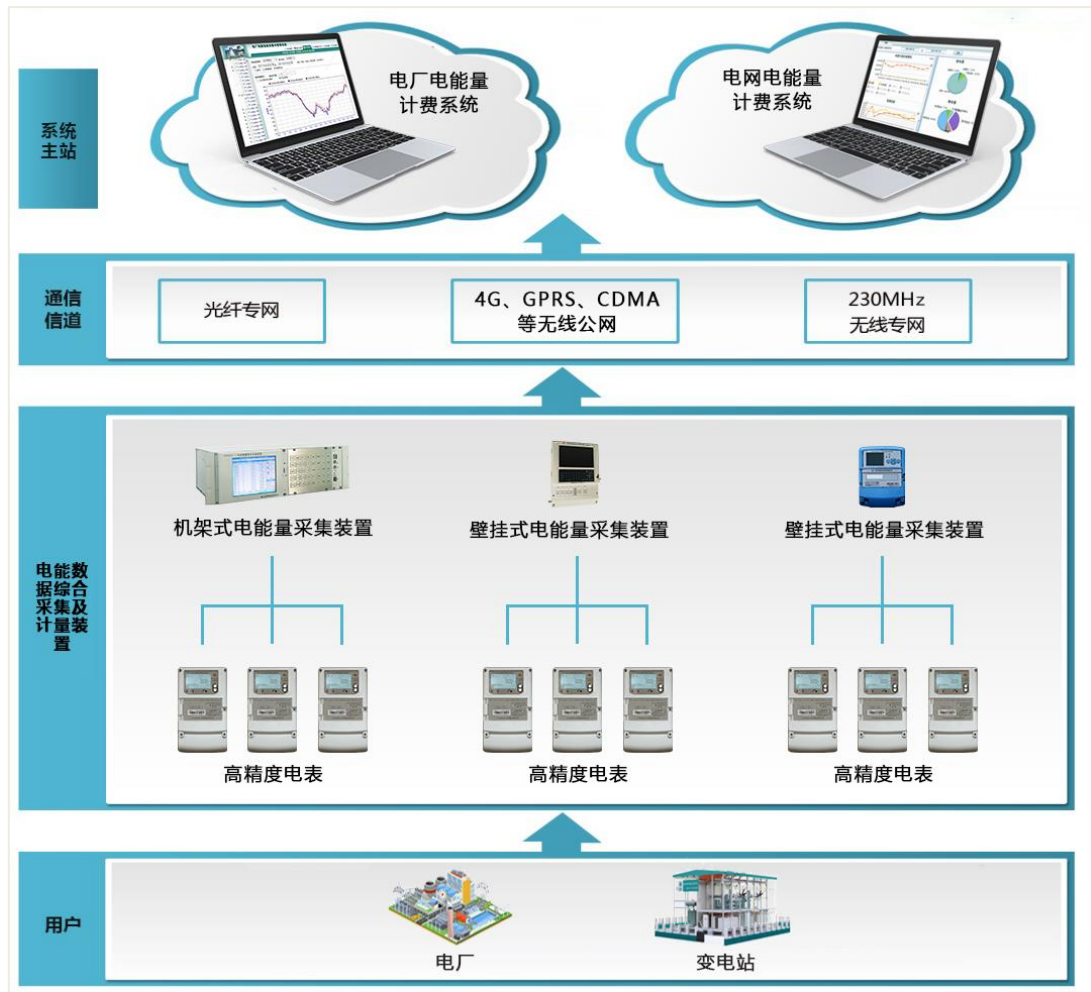 电厂电能量
计费系统
电网电能量
计费系统
系统
主站
通信
信道
光纤专网
4G、GPRS、CDMA
等无线公网
230MHz
无线专网
机架式电能量采集装置
壁挂式电能量采集装置
壁挂式电能量采集装置
电能数
据综合
采集及
计量装
置
高精度电表
高精度电表
高精度电表
用户
电厂
变电站